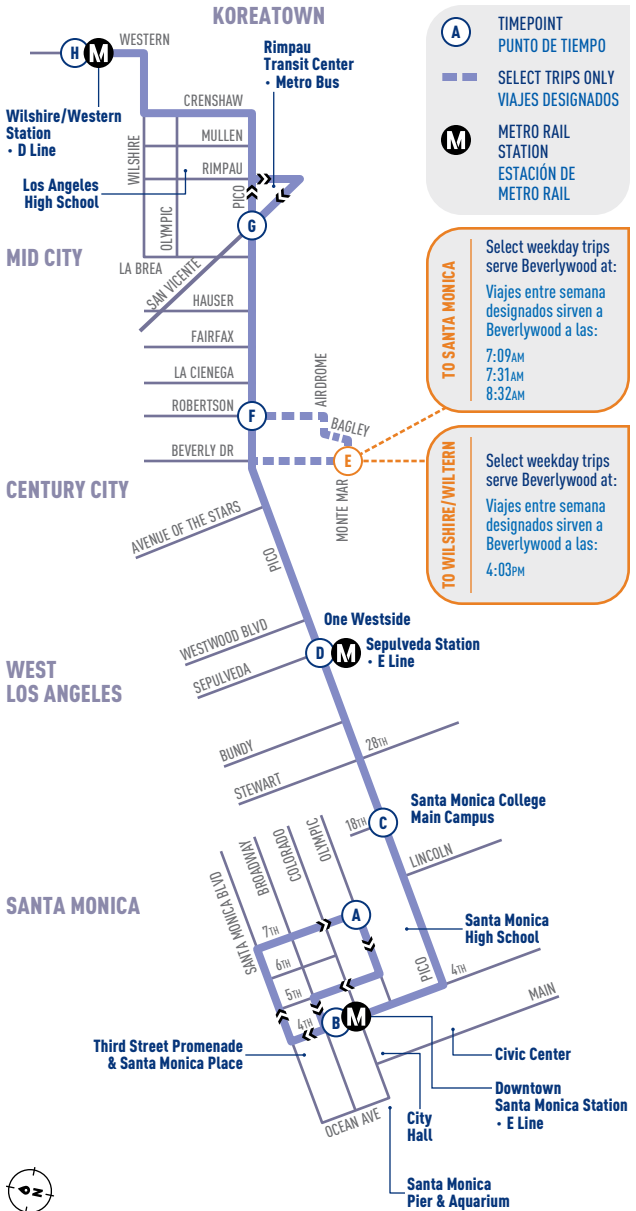 KOREATOWN
A
TIMEPOINT
PUNTO DE TIEMPO
SELECT TRIPS ONLY
VIAJES DESIGNADOS
M
METRO RAIL
STATION
ESTACIÓN DE
METRO RAIL
WESTERN
H
M
Wilshire/Western
Station
• D Line
Rimpau
Transit Center
• Metro Bus
CRENSHAW
MULLEN
WILSHIRE
RIMPAU
PICO
OLYMPIC
Los Angeles
High School
G
MID CITY
LA BREA
SAN VICENTE
HAUSER
FAIRFAX
LA CIENEGA
ROBERTSON
F
AIRDROME
BAGLEY
BEVERLY DR
E
MONTE MAR
TO SANTA MONICA
Select weekday trips
serve Beverlywood at:
Viajes entre semana
designados sirven a
Beverlywood a las:
7:09AM
7:31AM
8:32AM
TO WILSHIRE/WILTERN
Select weekday trips
serve Beverlywood at:
Viajes entre semana
designados sirven a
Beverlywood a las:
4:03PM
CENTURY CITY
AVENUE OF THE STARS
PICO
One Westside
WESTWOOD BLVD
D
M
Sepulveda Station
• E Line
SEPULVEDA
WEST
LOS ANGELES
BUNDY
28TH
STEWART
18TH
C
Santa Monica College
Main Campus
LINCOLN
SANTA MONICA BLVD
BROADWAY
COLORADO
OLYMPIC
SANTA MONICA
7TH
A
6TH
5TH
4TH
B
M
Santa Monica
High School
PICO
4TH
MAIN
Third Street Promenade
& Santa Monica Place
Civic Center
Downtown
Santa Monica Station
• E Line
OCEAN AVE
City
Hall
Santa Monica
Pier & Aquarium
N